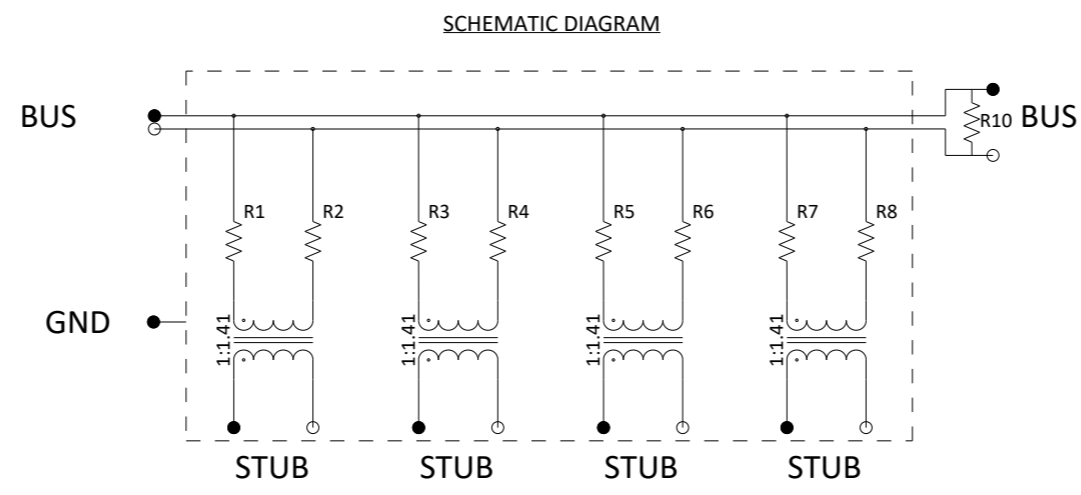 SCHEMATIC DIAGRAM
BUS
R10 BUS
R1
R2
R3
R4
R5
R6
R7
R8
GND
1:1.41
1:1.41
1:1.41
1:1.41
STUB
STUB
STUB
STUB